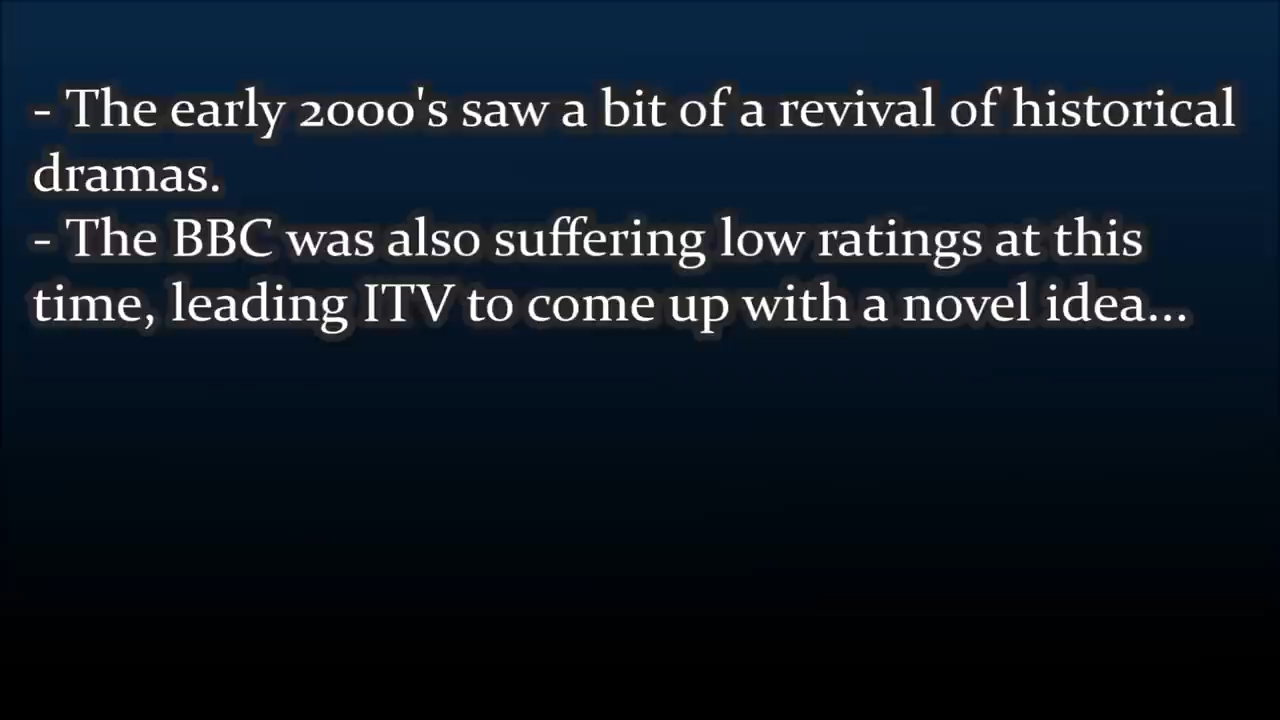 - The early 2000's saw a bit of a revival of historical
dramas.
- The BBC was also suffering low ratings at this
time, leading ITV to come up with a novel idea...